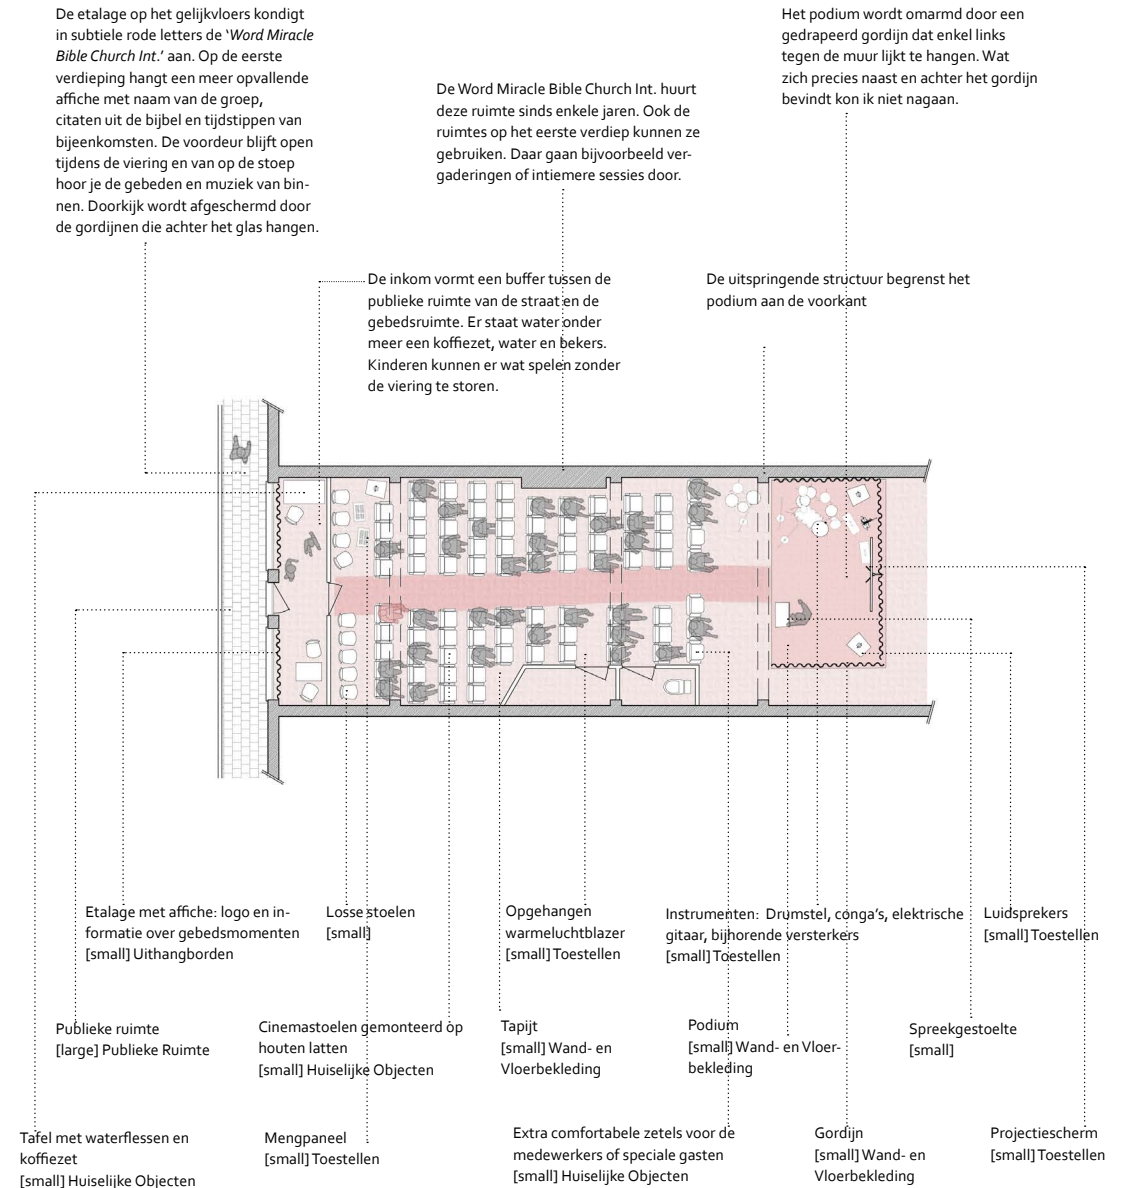 De etalage op het gelijkvloers kondigt
in subtiele rode letters de ‘Word Miracle
Bible Church Int.’ aan. Op de eerste
verdieping hangt een meer opvallende
affiche met naam van de groep,
citaten uit de bijbel en tijdstippen van
bijeenkomsten. De voordeur blijft open
tijdens de viering en van op de stoep
hoor je de gebeden en muziek van bin-
nen. Doorkijk wordt afgeschermd door
de gordijnen die achter het glas hangen.
De Word Miracle Bible Church Int. huurt
deze ruimte sinds enkele jaren. Ook de
ruimtes op het eerste verdiep kunnen ze
gebruiken. Daar gaan bijvoorbeeld ver-
gaderingen of intiemere sessies door.
Het podium wordt omarmd door een
gedrapeerd gordijn dat enkel links
tegen de muur lijkt te hangen. Wat
zich precies naast en achter het gordijn
bevindt kon ik niet nagaan.
De inkom vormt een buffer tussen de
publieke ruimte van de straat en de
gebedsruimte. Er staat water onder
meer een koffiezet, water en bekers.
Kinderen kunnen er wat spelen zonder
de viering te storen.
De uitspringende structuur begrenst het
podium aan de voorkant
Etalage met affiche: logo en in-
formatie over gebedsmomenten
[small] Uithangborden
Losse stoelen
[small]
Opgehangen
warmeluchtblazer
[small] Toestellen
Instrumenten: Drumstel, conga’s, elektrische
gitaar, bijhorende versterkers
[small] Toestellen
Luidsprekers
[small] Toestellen
Publieke ruimte
[large] Publieke Ruimte
Cinemastoelen gemonteerd op
houten latten
[small] Huiselijke Objecten
Tapijt
[small] Wand- en
Vloerbekleding
Podium
[small] Wand- en Vloer-
bekleding
Spreekgestoelte
[small]
Tafel met waterflessen en
koffiezet
[small] Huiselijke Objecten
Mengpaneel
[small] Toestellen
Extra comfortabele zetels voor de
medewerkers of speciale gasten
[small] Huiselijke Objecten
Gordijn
[small] Wand- en
Vloerbekleding
Projectiescherm
[small] Toestellen